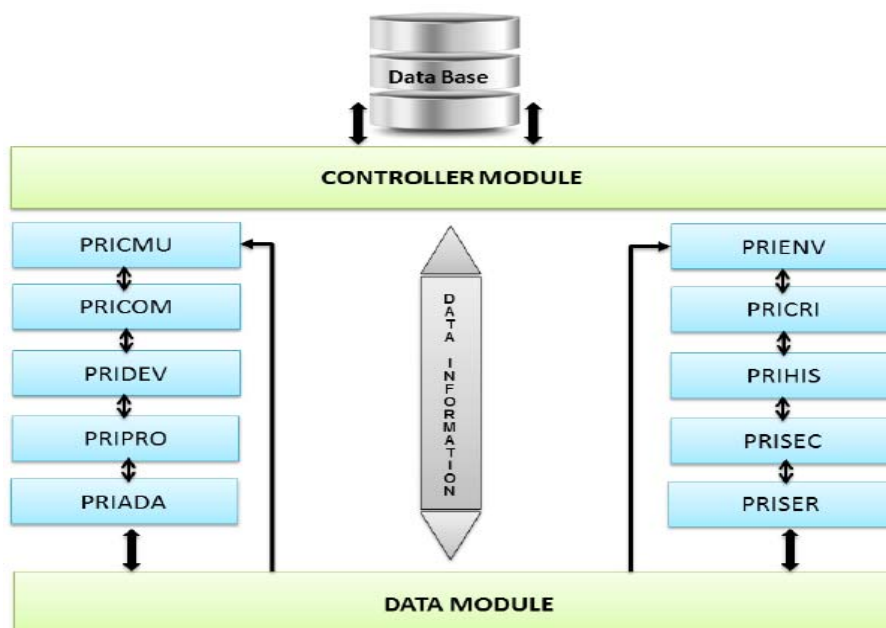 Data Base
CONTROLLER MODULE
PRICMU
PRICOM
PRIDEV
PRIPRO
PRIADA
DATA INFORMATION
PRIENV
PRICRI
PRIHIS
PRISEC
PRISER
DATA MODULE